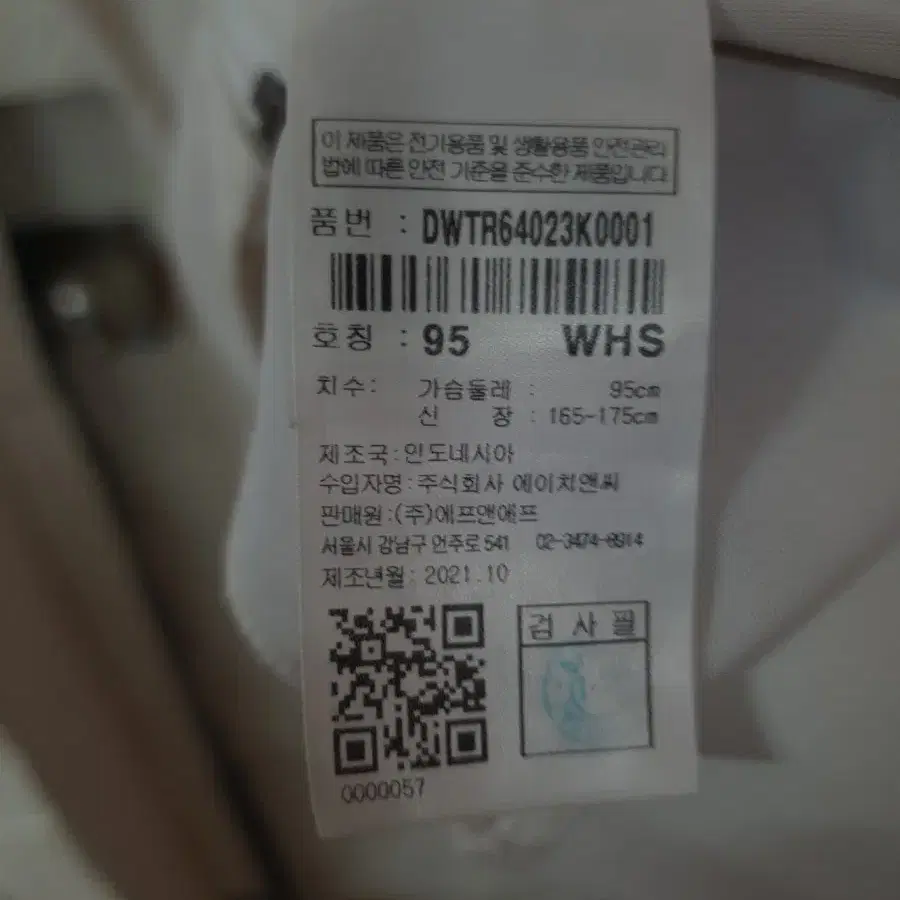 이 제품은 전기용품 및 생활용품 안전관리
법에 따른 안전 기준을 준수한 제품입니다
품번 : DWTR64023K0001
호칭 : 95 WHS
치수: 가슴둘레 : 95cm
신 장 : 165-175cm
제조국:인도네시아
수입자명:주식회사 에이치앤씨
판매원:(주)에프앤에프
서울시 강남구 언주로 541 02-3474-8914
제조년월: 2021.10
검사필
0000057